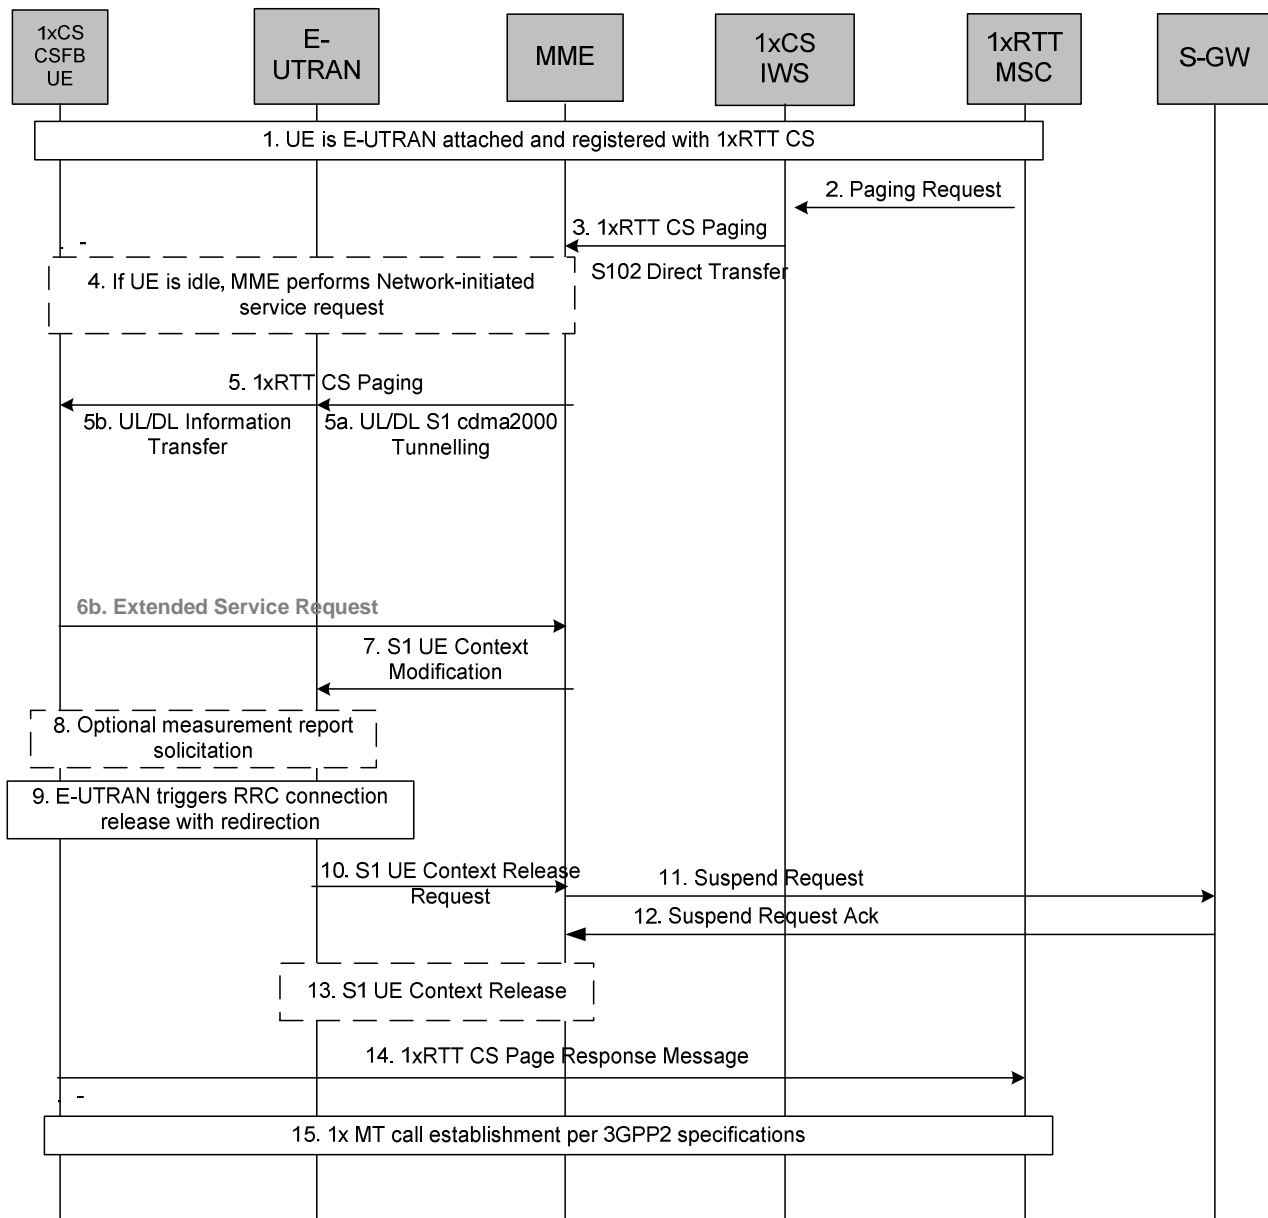 1xCS
CSFB
UE
E-
UTRAN
MME
1xCS
IWS
1xRTT
MSC
S-GW
1. UE is E-UTRAN attached and registered with 1xRTT CS
2. Paging Request
3. 1xRTT CS Paging
S102 Direct Transfer
4. If UE is idle, MME performs Network-initiated
service request
5. 1xRTT CS Paging
5b. UL/DL Information
Transfer
5a. UL/DL S1 cdma2000
Tunnelling
6b. Extended Service Request
7. S1 UE Context
Modification
8. Optional measurement report
solicitation
9. E-UTRAN triggers RRC connection
release with redirection
10. S1 UE Context Release
Request
11. Suspend Request
12. Suspend Request Ack
13. S1 UE Context Release
14. 1xRTT CS Page Response Message
15. 1x MT call establishment per 3GPP2 specifications